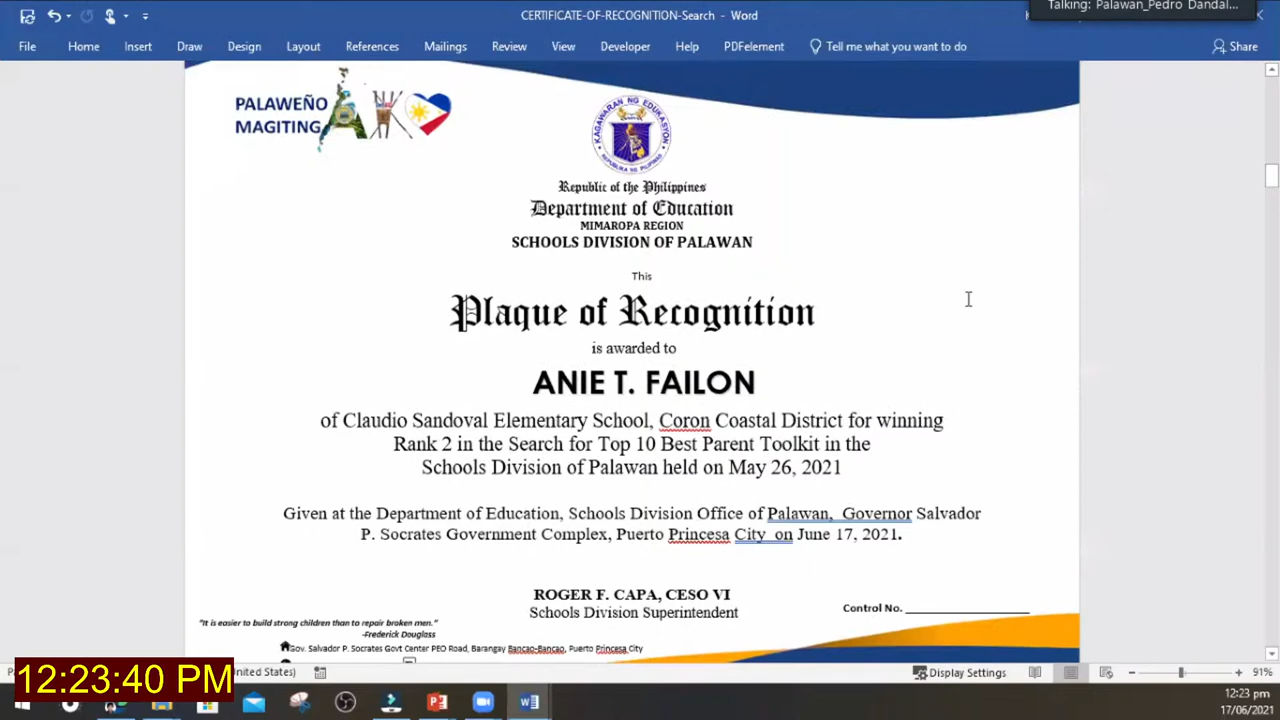 CERTIFICATE-OF-RECOGNITION-Search - Word
Talking: Palawan_Pedro Dandal...
File Home Insert Draw Design Layout References Mailings Review View Developer Help PDFelement Tell me what you want to do Share
PALAWEÑO
MAGITING AKO
KAGAWARAN NG EDUKASYON
REPUBLIKA NG PILIPINAS
Republic of the Philippines
Department of Education
MIMAROPA REGION
SCHOOLS DIVISION OF PALAWAN
This
Plaque of Recognition
is awarded to
ANIE T. FAILON
of Claudio Sandoval Elementary School, Coron Coastal District for winning
Rank 2 in the Search for Top 10 Best Parent Toolkit in the
Schools Division of Palawan held on May 26, 2021
Given at the Department of Education, Schools Division Office of Palawan, Governor Salvador
P. Socrates Government Complex, Puerto Princesa City on June 17, 2021.
ROGER F. CAPA, CESO VI
Schools Division Superintendent
Control No.
"It is easier to build strong children than to repair broken men."
-Frederick Douglass
Gov. Salvador P. Socrates Govt Center PEO Road, Barangay Bancao-Bancao, Puerto Princesa City
12:23:40 PM
United States)
Display Settings
91%
12:23 pm
17/06/2021